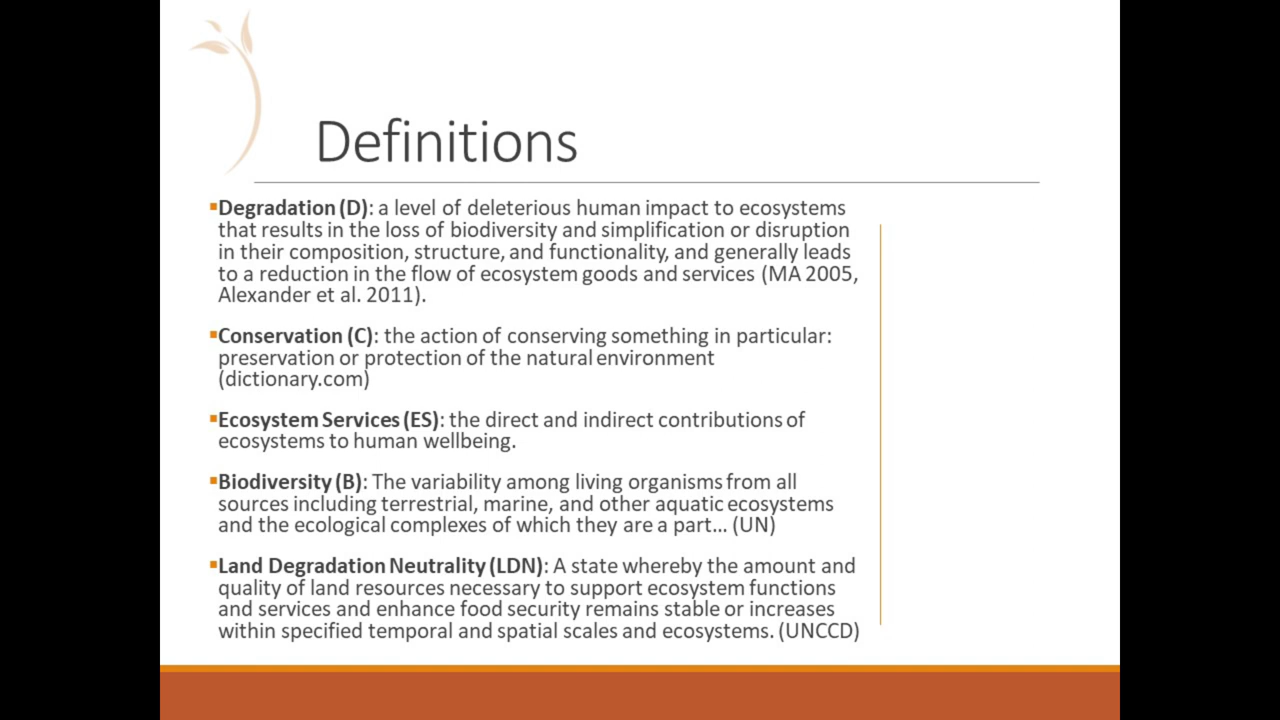 Definitions
▪Degradation (D): a level of deleterious human impact to ecosystems
that results in the loss of biodiversity and simplification or disruption
in their composition, structure, and functionality, and generally leads
to a reduction in the flow of ecosystem goods and services (MA 2005,
Alexander et al. 2011).
▪Conservation (C): the action of conserving something in particular:
preservation or protection of the natural environment
(dictionary.com)
▪Ecosystem Services (ES): the direct and indirect contributions of
ecosystems to human wellbeing.
▪Biodiversity (B): The variability among living organisms from all
sources including terrestrial, marine, and other aquatic ecosystems
and the ecological complexes of which they are a part... (UN)
▪Land Degradation Neutrality (LDN): A state whereby the amount and
quality of land resources necessary to support ecosystem functions
and services and enhance food security remains stable or increases
within specified temporal and spatial scales and ecosystems. (UNCCD)